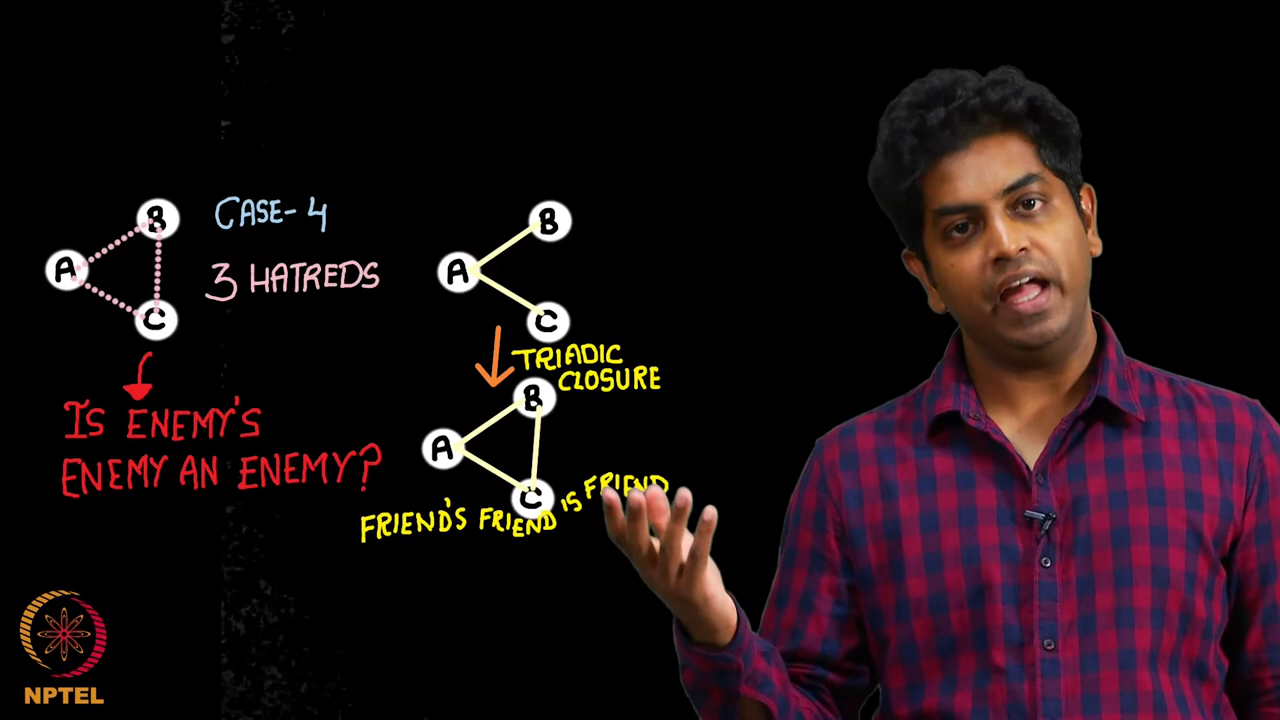 B
CASE-4
A
3 HATREDS
C
IS ENEMY'S
ENEMY AN ENEMY?
B
A
C
TRIADIC
CLOSURE
B
A
C
FRIEND'S FRIEND IS FRIEND
NPTEL